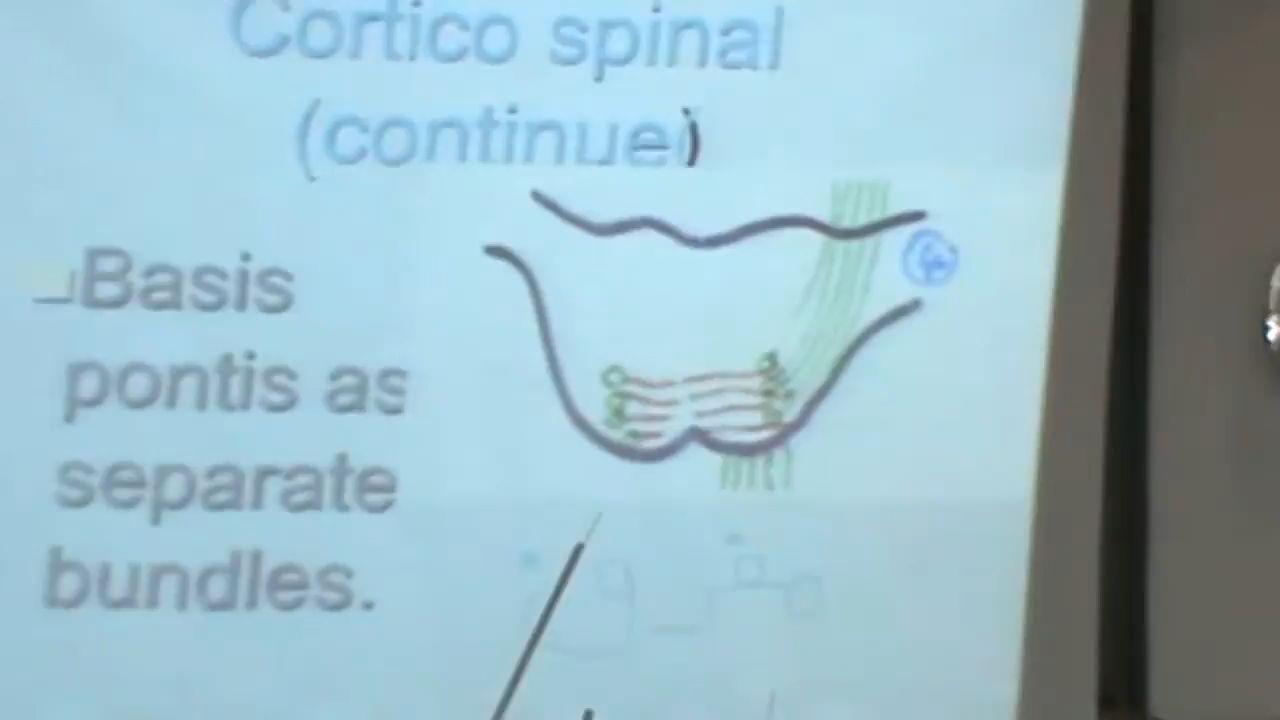 Cortico spinal
(continue)
Basis
pontis as
separate
bundles.